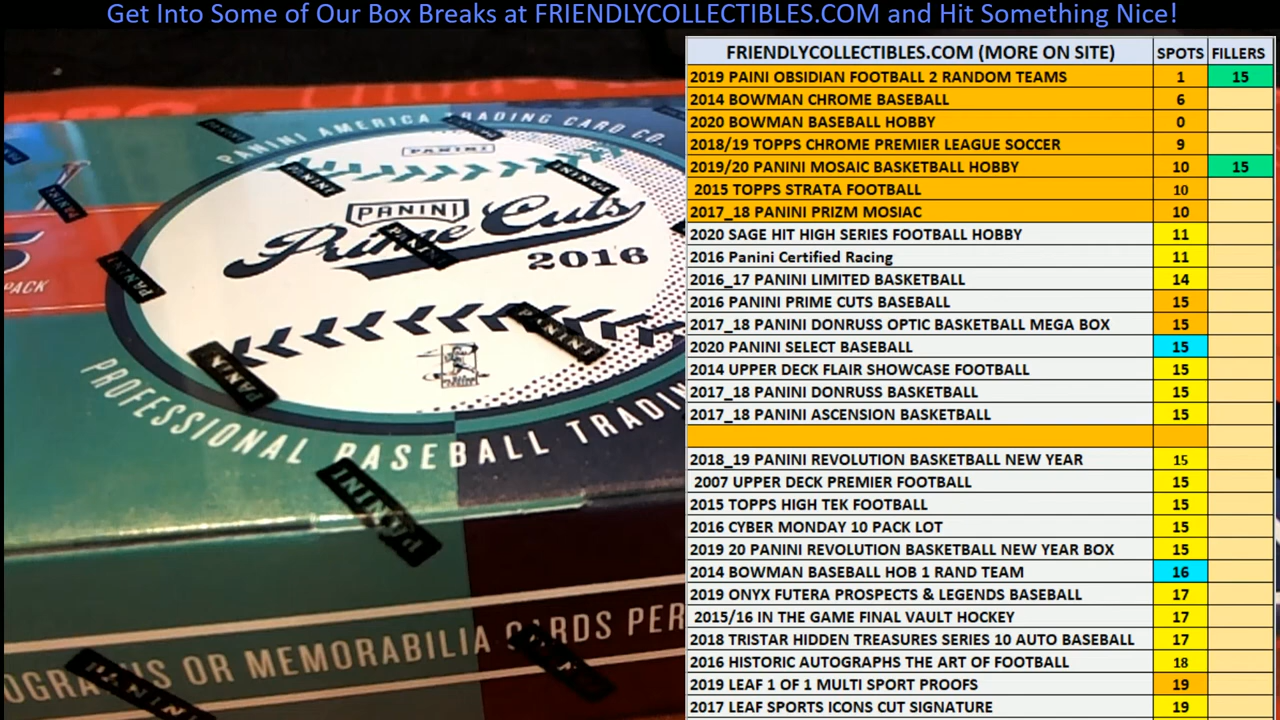 Get Into Some of Our Box Breaks at FRIENDLYCOLLECTIBLES.COM and Hit Something Nice!
PANINI AMERICA TRADING CARD CO.
PANINI
PANINI
Prime Cuts
2016
PACK
PROFESSIONAL BASEBALL
OR MEMORABILIA CARDS PER
PANINI
PANINI
PANINI
PANINI
PANINI
PANINI
FRIENDLYCOLLECTIBLES.COM (MORE ON SITE) SPOTS FILLERS
2019 PAINI OBSIDIAN FOOTBALL 2 RANDOM TEAMS 1 15
2014 BOWMAN CHROME BASEBALL 6
2020 BOWMAN BASEBALL HOBBY 0
2018/19 TOPPS CHROME PREMIER LEAGUE SOCCER 9
2019/20 PANINI MOSAIC BASKETBALL HOBBY 10 15
2015 TOPPS STRATA FOOTBALL 10
2017_18 PANINI PRIZM MOSIAC 10
2020 SAGE HIT HIGH SERIES FOOTBALL HOBBY 11
2016 Panini Certified Racing 11
2016_17 PANINI LIMITED BASKETBALL 14
2016 PANINI PRIME CUTS BASEBALL 15
2017_18 PANINI DONRUSS OPTIC BASKETBALL MEGA BOX 15
2020 PANINI SELECT BASEBALL 15
2014 UPPER DECK FLAIR SHOWCASE FOOTBALL 15
2017_18 PANINI DONRUSS BASKETBALL 15
2017_18 PANINI ASCENSION BASKETBALL 15
2018_19 PANINI REVOLUTION BASKETBALL NEW YEAR 15
2007 UPPER DECK PREMIER FOOTBALL 15
2015 TOPPS HIGH TEK FOOTBALL 15
2016 CYBER MONDAY 10 PACK LOT 15
2019 20 PANINI REVOLUTION BASKETBALL NEW YEAR BOX 15
2014 BOWMAN BASEBALL HOB 1 RAND TEAM 16
2019 ONYX FUTERA PROSPECTS & LEGENDS BASEBALL 17
2015/16 IN THE GAME FINAL VAULT HOCKEY 17
2018 TRISTAR HIDDEN TREASURES SERIES 10 AUTO BASEBALL 17
2016 HISTORIC AUTOGRAPHS THE ART OF FOOTBALL 18
2019 LEAF 1 OF 1 MULTI SPORT PROOFS 19
2017 LEAF SPORTS ICONS CUT SIGNATURE 19